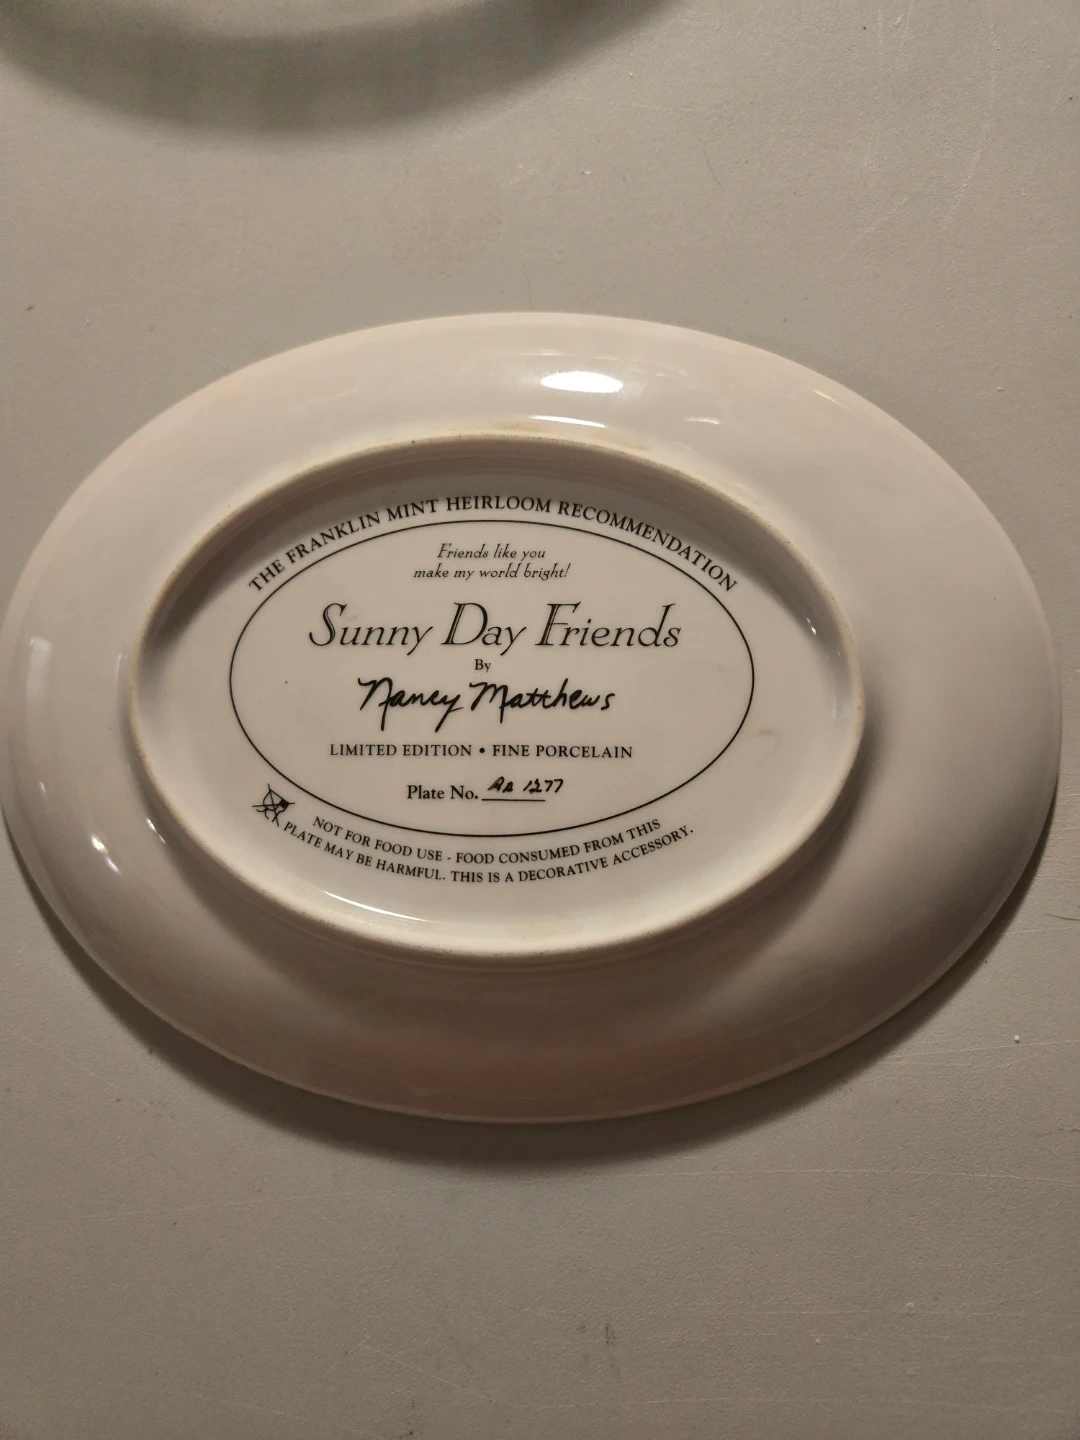 THE FRANKLIN MINT HEIRLOOM RECOMMENDATION
Friends like you
make my world bright!
Sunny Day Friends
By
Nancy Matthews
LIMITED EDITION • FINE PORCELAIN
Plate No. 1277
NOT FOR FOOD USE - FOOD CONSUMED FROM THIS
PLATE MAY BE HARMFUL. THIS IS A DECORATIVE ACCESSORY.